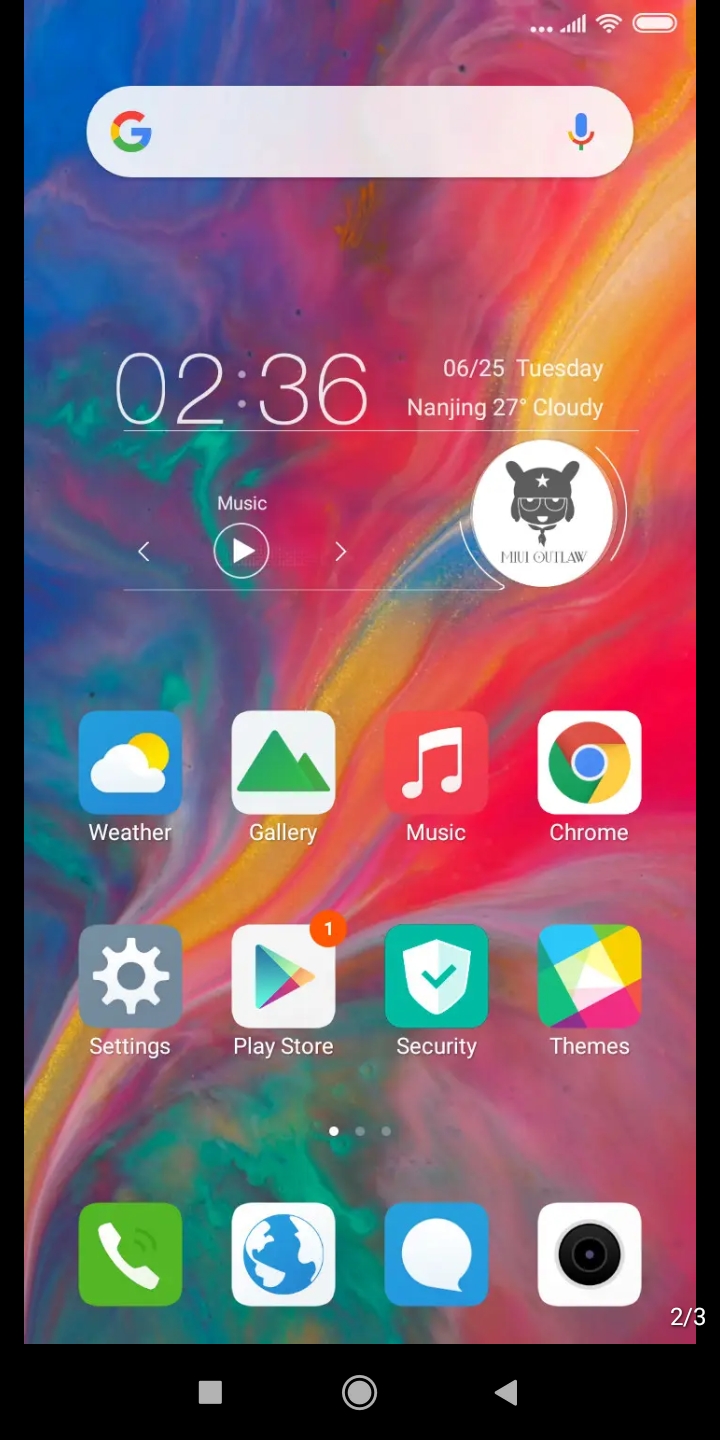 02:36
06/25 Tuesday
Nanjing 27° Cloudy
Music
MIUI OUTLAW
Weather
Gallery
Music
Chrome
1
Settings
Play Store
Security
Themes
2/3